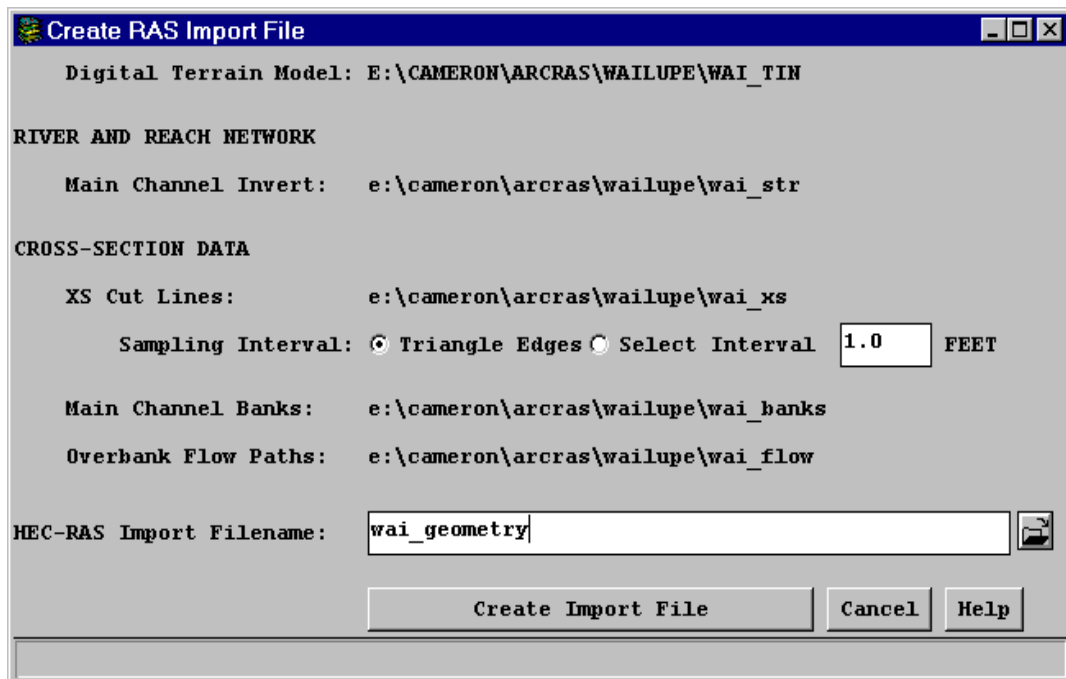 Create RAS Import File
Digital Terrain Model: E:\CAMERON\ARCRAS\WAILUPE\WAI_TIN
RIVER AND REACH NETWORK
Main Channel Invert: e:\cameron\arcras\wailupe\wai_str
CROSS-SECTION DATA
XS Cut Lines: e:\cameron\arcras\wailupe\wai_xs
Sampling Interval: Triangle Edges Select Interval 1.0 FEET
Main Channel Banks: e:\cameron\arcras\wailupe\wai_banks
Overbank Flow Paths: e:\cameron\arcras\wailupe\wai_flow
HEC-RAS Import Filename: wai_geometry
Create Import File Cancel Help